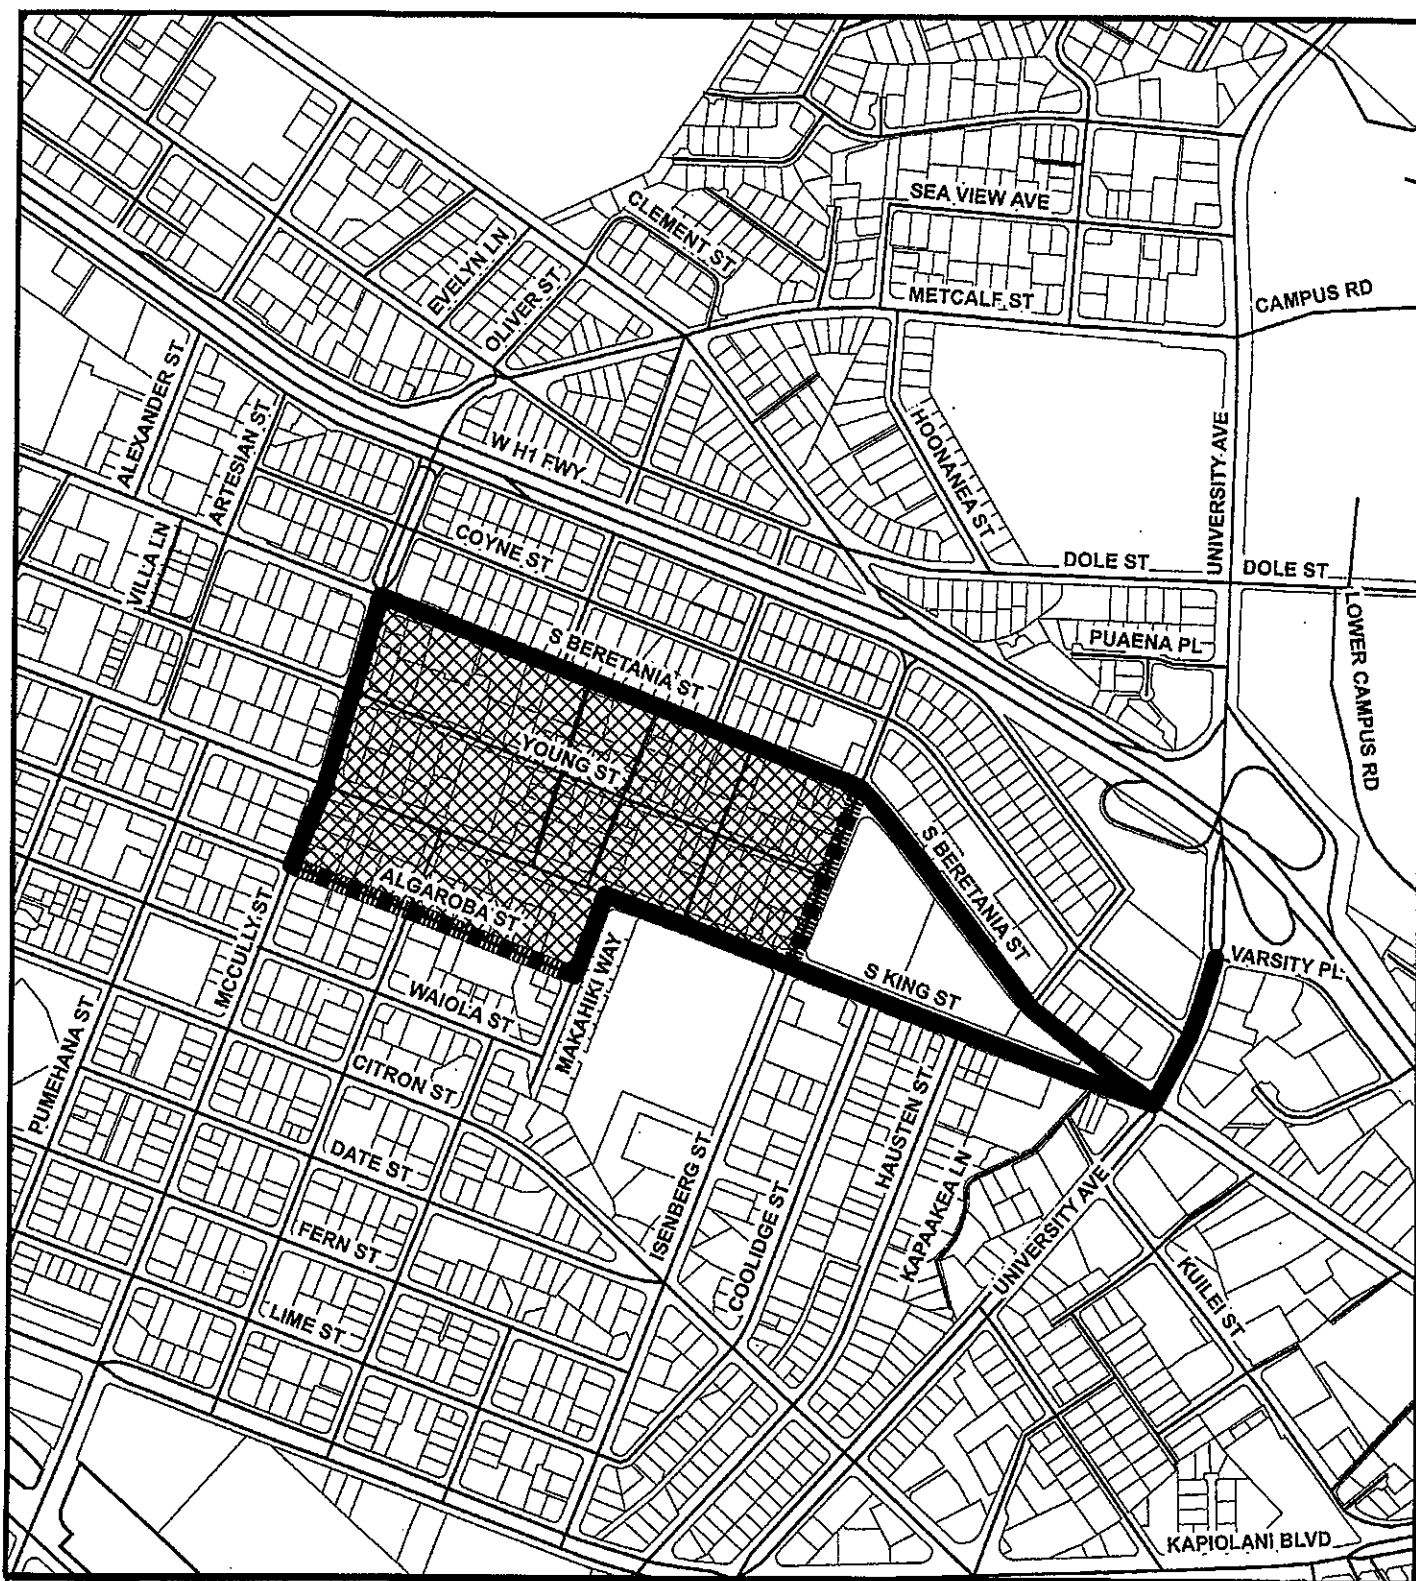 SEA VIEW AVE
CLEMENT ST
EVELYN LN
OLIVER ST
METCALF ST
CAMPUS RD
ALEXANDER ST
ARTESIAN ST
W H1 FWY
HOONANEA ST
UNIVERSITY AVE
VILLA LN
COYNE ST
DOLE ST
DOLE ST
LOWER CAMPUS RD
PUAENA PL
S BERETANIA ST
YOUNG ST
S BERETANIA ST
ALGAROBA ST
MCCULLY ST
MAKAHIKI WAY
VARSITY PL
S KING ST
WAIOLA ST
PUMEHANA ST
CITRON ST
HAUSTEN ST
DATE ST
ISENBERG ST
KAPAAKEA LN
UNIVERSITY AVE
COOLIDGE ST
FERN ST
KUILEI ST
LIME ST
KAPIOLANI BLVD